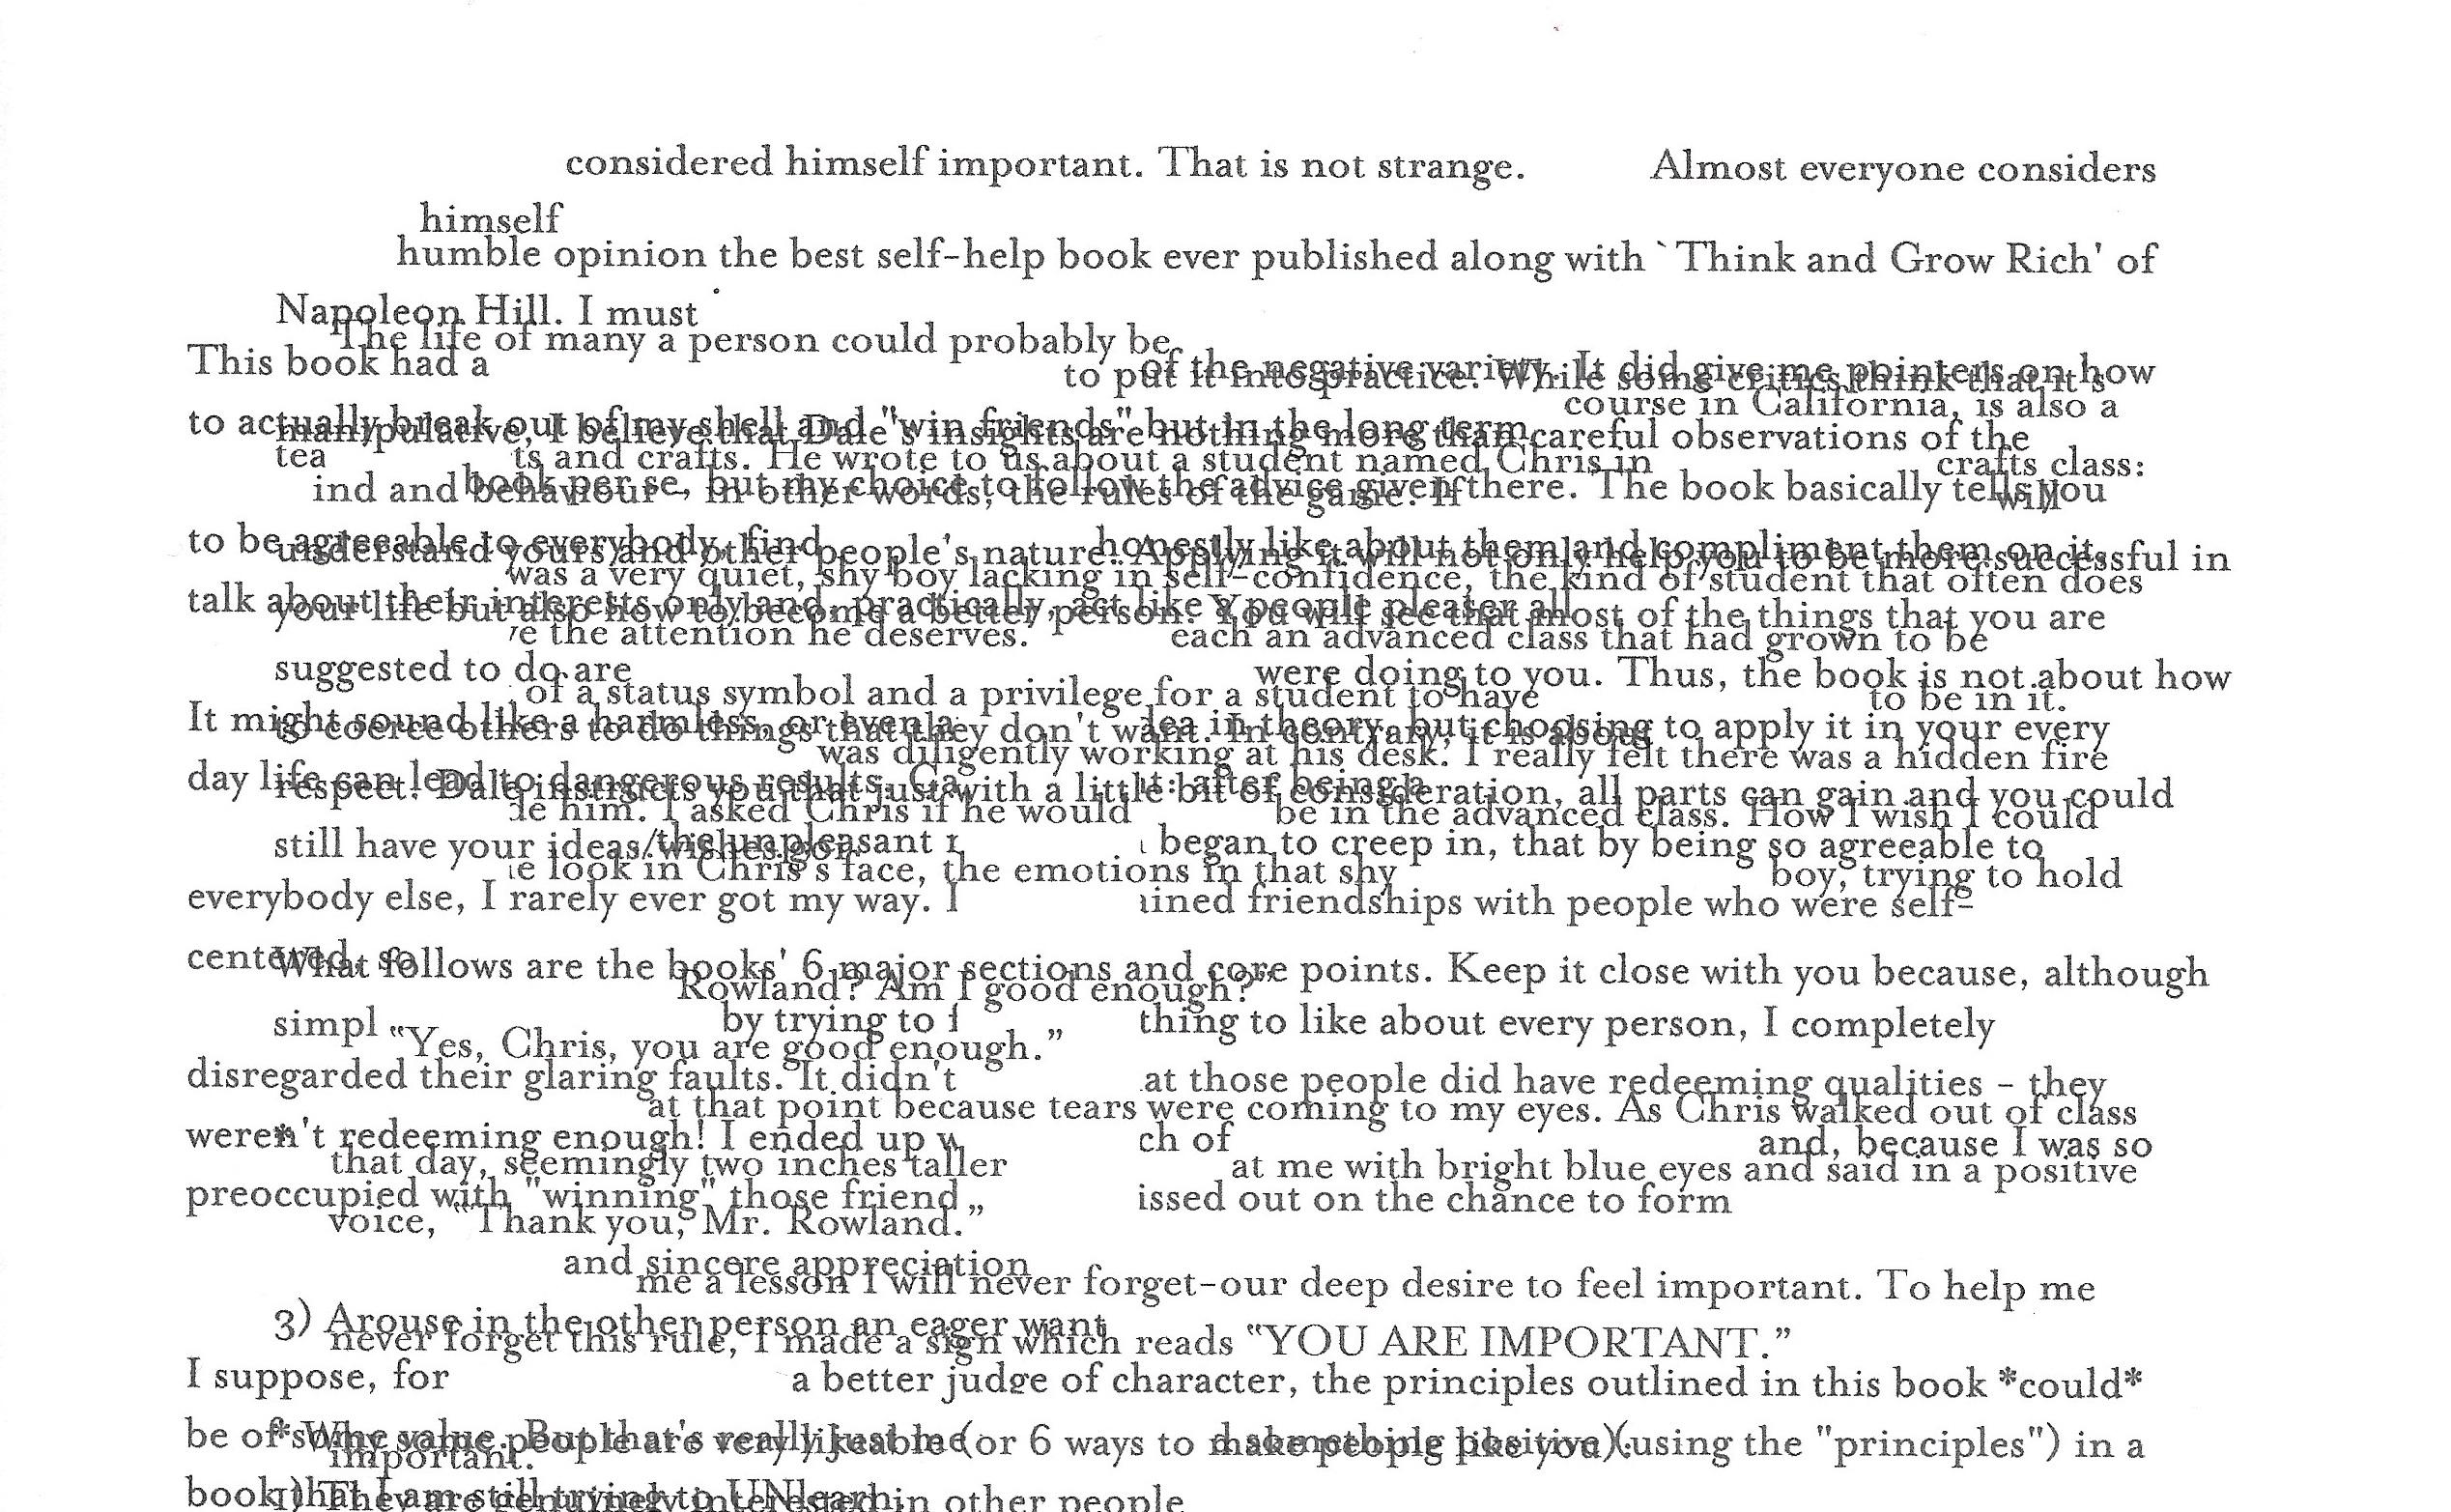 considered himself important. That is not strange. Almost everyone considers
himself
humble opinion the best self-help book ever published along with `Think and Grow Rich' of
Napoleon Hill. I must
The life of many a person could probably be
This book had a
of the negative variety. It did give me pointers on how
to put it into practice. While some critics think that it's
course in California, is also a
to actually break out of my shell and "win friends" but in the long term
manipulative, I believe that Dale's insights are nothing more than careful observations of the
tea ts and crafts. He wrote to us about a student named Chris in crafts class:
book per se, but my choice to follow the advice given there. The book basically tells you
ind and behaviour - in other words, the rules of the game. If will
to be agreeable to everybody, find honestly like about them and compliment them on it,
understand yours and other people's nature. Applying it will not only help you to be more successful in
was a very quiet, shy boy lacking in self-confidence, the kind of student that often does
talk about their interests only and, practically, act like a people pleaser all
your life but also how to become a better person. You will see that most of the things that you are
re the attention he deserves. each an advanced class that had grown to be
suggested to do are were doing to you. Thus, the book is not about how
of a status symbol and a privilege for a student to have to be in it.
It might sound like a harmless, or even a dea in theory, but choosing to apply it in your every
to coerce others to do things that they don't want. In contrary, it is about
was diligently working at his desk. I really felt there was a hidden fire
day life can lead to dangerous results. Ca t: after being a
respect. Dale instructs you that just with a little bit of consideration, all parts can gain and you could
de him. I asked Chris if he would be in the advanced class. How I wish I could
still have your ideas/wishes/goi
the unpleasant r began to creep in, that by being so agreeable to
e look in Chris's face, the emotions in that shy boy, trying to hold
everybody else, I rarely ever got my way. I ined friendships with people who were self-
centered, so
What follows are the books' 6 major sections and core points. Keep it close with you because, although
Rowland? Am I good enough?"
simpl by trying to f thing to like about every person, I completely
“Yes, Chris, you are good enough.”
disregarded their glaring faults. It didn't at those people did have redeeming qualities - they
at that point because tears were coming to my eyes. As Chris walked out of class
weren't redeeming enough! I ended up w ch of and, because I was so
*
that day, seemingly two inches taller at me with bright blue eyes and said in a positive
preoccupied with "winning" those friend issed out on the chance to form
voice, “Thank you, Mr. Rowland.”
and sincere appreciation
me a lesson I will never forget-our deep desire to feel important. To help me
3) Arouse in the other person an eager want
never forget this rule, I made a sign which reads “YOU ARE IMPORTANT.”
I suppose, for a better judge of character, the principles outlined in this book *could*
be of some value. But that's really just me d something positive (using the "principles") in a
* Why some people are very likeable (or 6 ways to make people like you):
important.
book that I am still trying to UNlearn.
1) They are genuinely interested in other people